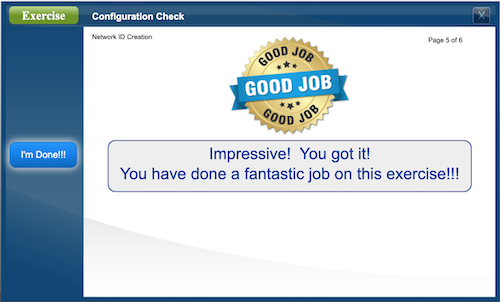 Exercise
Configuration Check
X
Network ID Creation
Page 5 of 6
GOOD JOB
GOOD JOB
GOOD JOB
I'm Done!!!
Impressive!  You got it!
You have done a fantastic job on this exercise!!!